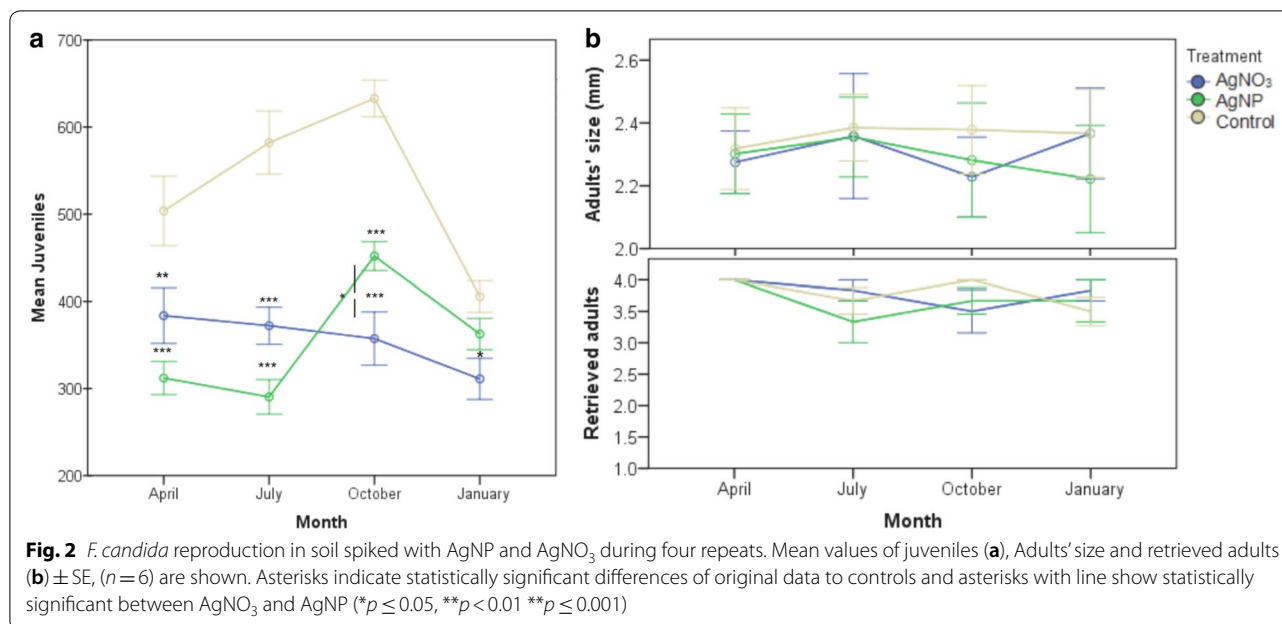 a
700
600
500
400
300
200
Mean Juveniles
**
***
***
***
***
*
***
*
April July October January
Month
b
2.6
2.4
2.2
2.0
Adults' size (mm)
4.0
3.5
3.0
2.5
2.0
1.5
1.0
Retrieved adults
April July October January
Month
Treatment
AgNO₃
AgNP
Control
Fig. 2 F. candida reproduction in soil spiked with AgNP and AgNO₃ during four repeats. Mean values of juveniles (a), Adults' size and retrieved adults
(b) ± SE, (n = 6) are shown. Asterisks indicate statistically significant differences of original data to controls and asterisks with line show statistically
significant between AgNO₃ and AgNP (*p ≤ 0.05, **p < 0.01 **p ≤ 0.001)